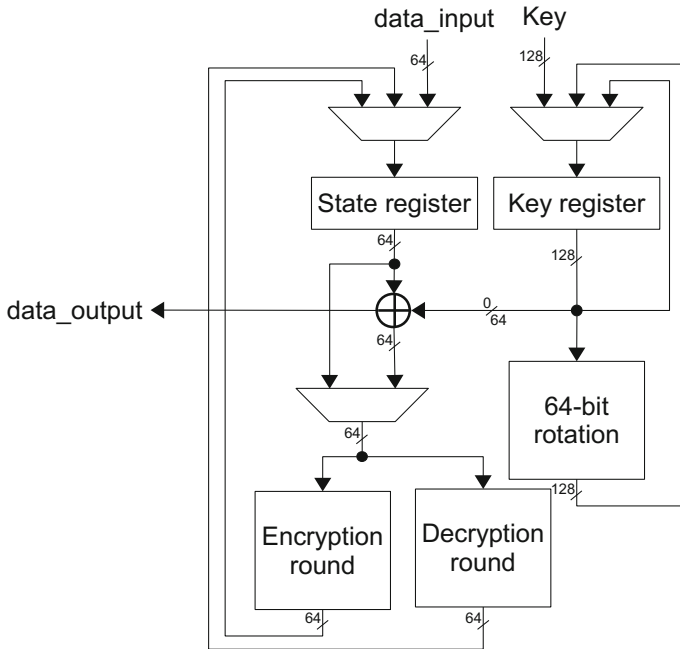 data_input Key
64
128
State register
Key register
64
128
data_output
0
64
64
64-bit
rotation
64
128
Encryption
round
Decryption
round
64
64